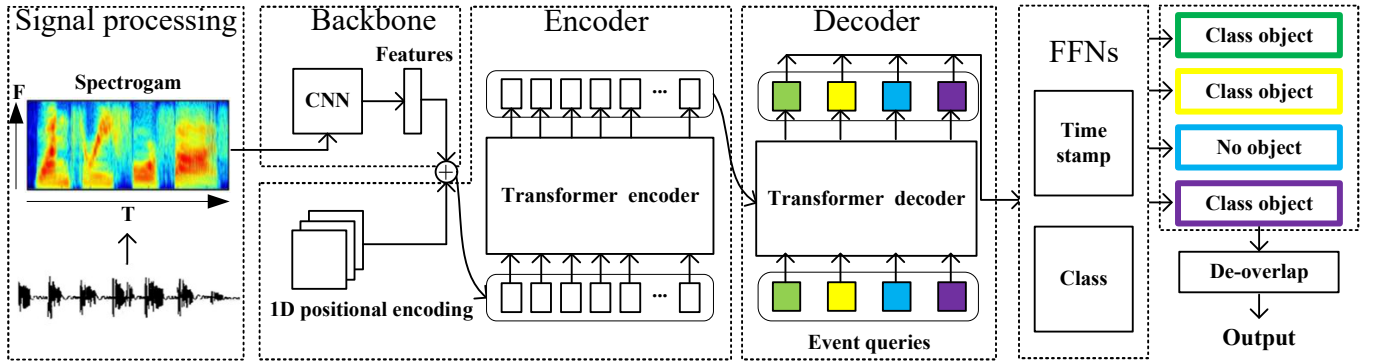 Signal processing
Spectrogam
F
T
Backbone
Features
CNN
+
1D positional encoding
Encoder
...
Transformer encoder
...
Decoder
Transformer decoder
Event queries
FFNs
Time
stamp
Class
Class object
Class object
No object
Class object
De-overlap
Output